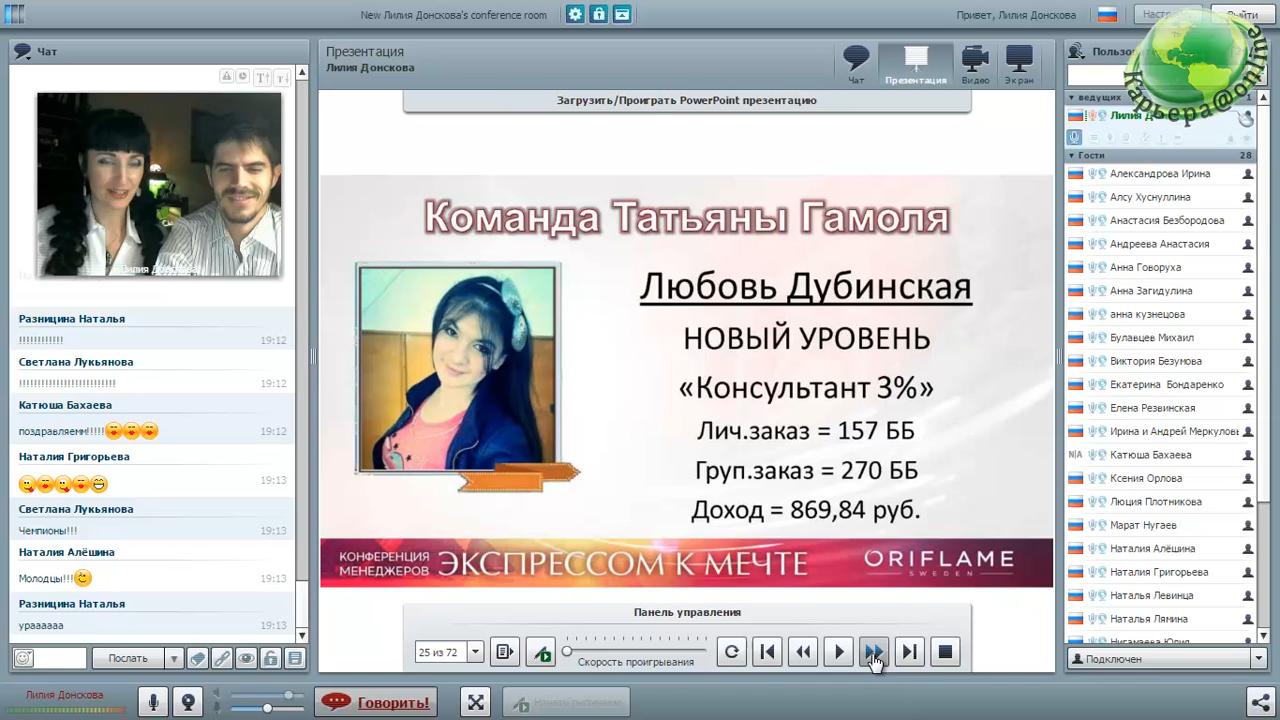 New Лилия Донскова's conference room
Привет, Лилия Донскова
Выйти
Чат
Разницина Наталья
!!!!!!!!!!!! 19:12
Светлана Лукьянова
!!!!!!!!!!!!!!!!!!!!!!!!!! 19:12
Катюша Бахаева
поздравляемм!!!!! 19:12
Наталия Григорьева
19:13
Светлана Лукьянова
Чемпионы!!! 19:13
Наталия Алёшина
Молодцы!!! 19:13
Разницина Наталья
ураааааа 19:13
Послать
Лилия Донскова
Презентация
Лилия Донскова
Чат
Презентация
Видео
Экран
Загрузить/Проиграть PowerPoint презентацию
Команда Татьяны Гамоля
Любовь Дубинская
НОВЫЙ УРОВЕНЬ
«Консультант 3%»
Лич.заказ = 157 ББ
Груп.заказ = 270 ББ
Доход = 869,84 руб.
КОНФЕРЕНЦИЯ
МЕНЕДЖЕРОВ
ЭКСПРЕССОМ К МЕЧТЕ
ORIFLAME
SWEDEN
Панель управления
25 из 72
Скорость проигрывания
Говорить!
Карьера@online
ведущих 1
Гости 28
Александрова Ирина
Алсу Хуснуллина
Анастасия Безбородова
Андреева Анастасия
Анна Говоруха
Анна Загидулина
анна кузнецова
Булавцев Михаил
Виктория Безумова
Екатерина Бондаренко
Елена Резвинская
Ирина и Андрей Меркуловы
N/A Катюша Бахаева
Ксения Орлова
Люция Плотникова
Марат Нугаев
Наталия Алёшина
Наталия Григорьева
Наталья Левинца
Наталья Лямина
Подключен